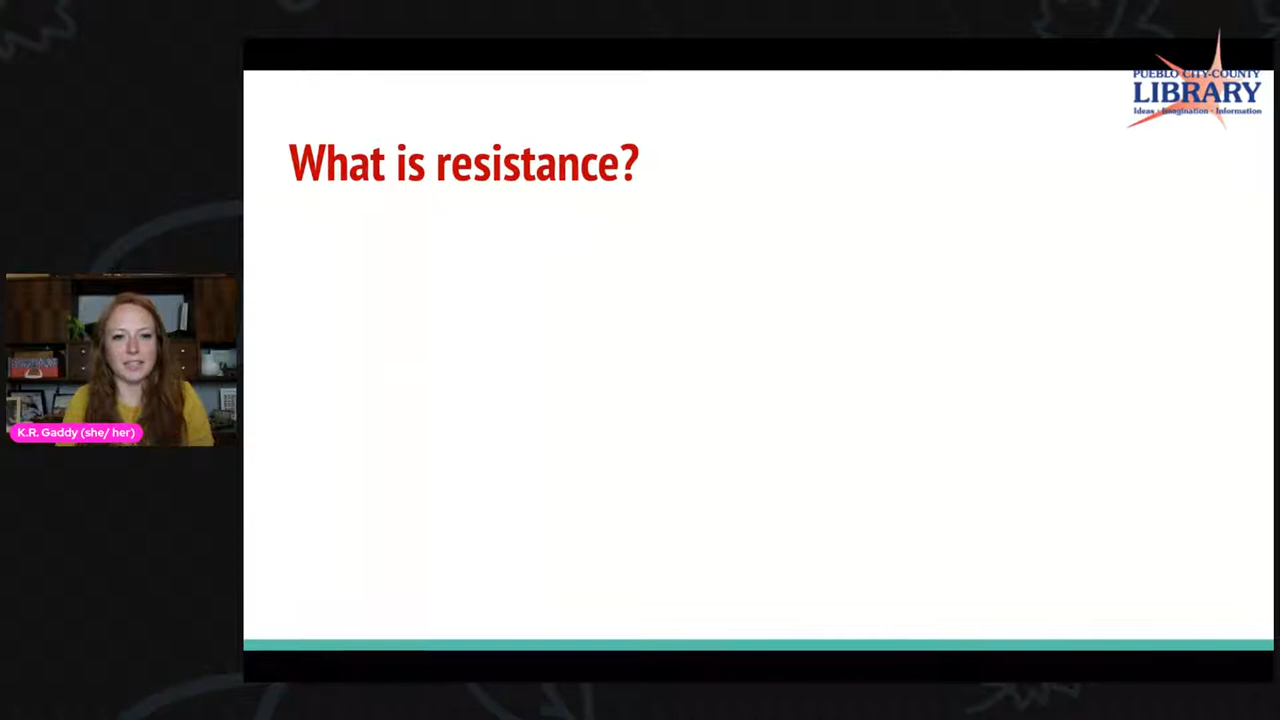 PUEBLO CITY-COUNTY
LIBRARY
Ideas • Imagination • Information
What is resistance?
K.R. Gaddy (she/ her)